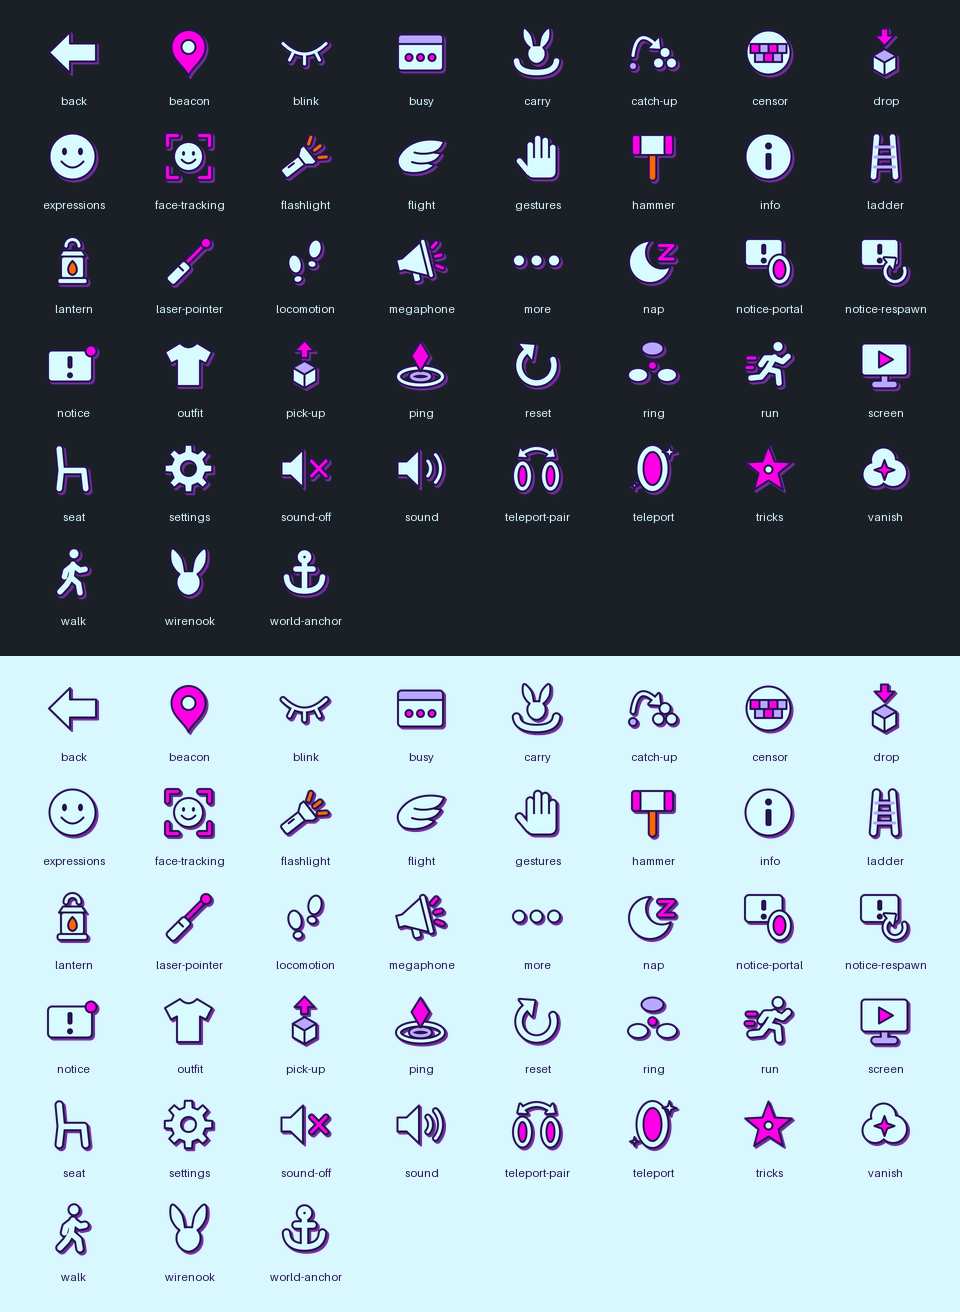 back beacon blink busy carry catch-up censor drop
expressions face-tracking flashlight flight gestures hammer info ladder
lantern laser-pointer locomotion megaphone more nap notice-portal notice-respawn
notice outfit pick-up ping reset ring run screen
seat settings sound-off sound teleport-pair teleport tricks vanish
walk wirenook world-anchor
back beacon blink busy carry catch-up censor drop
expressions face-tracking flashlight flight gestures hammer info ladder
lantern laser-pointer locomotion megaphone more nap notice-portal notice-respawn
notice outfit pick-up ping reset ring run screen
seat settings sound-off sound teleport-pair teleport tricks vanish
walk wirenook world-anchor